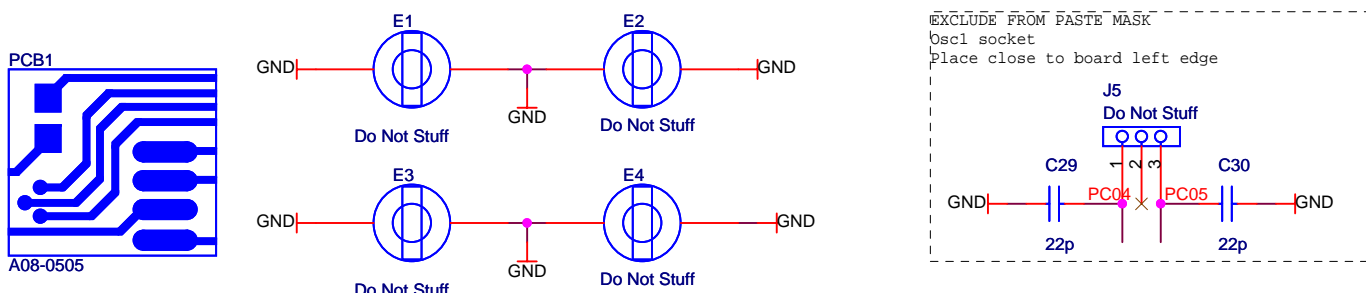 PCB1
A08-0505
E1
GND
Do Not Stuff
GND
E2
GND
Do Not Stuff
E3
GND
Do Not Stuff
GND
E4
GND
Do Not Stuff
EXCLUDE FROM PASTE MASK
Osc1 socket
Place close to board left edge
J5
Do Not Stuff
1
2
3
C29
C30
GND
PC04
PC05
GND
22p
22p